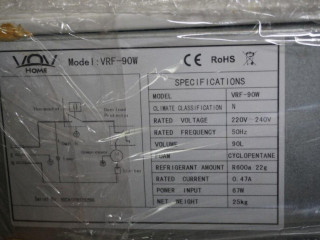 VOV
HOME
Model:VRF-90W
CE RoHS
SPECIFICATIONS
MODEL VRF-90W
CLIMATE CLASSIFICATION N
RATED VOLTAGE 220V-240V
RATED FREQUENCY 50Hz
VOLUME 90L
FOAM CYCLOPENTANE
REFRIGERANT AMOUNT R600a 22g
RATED CURRENT 0.47A
POWER INPUT 67W
NET WEIGHT 25kg